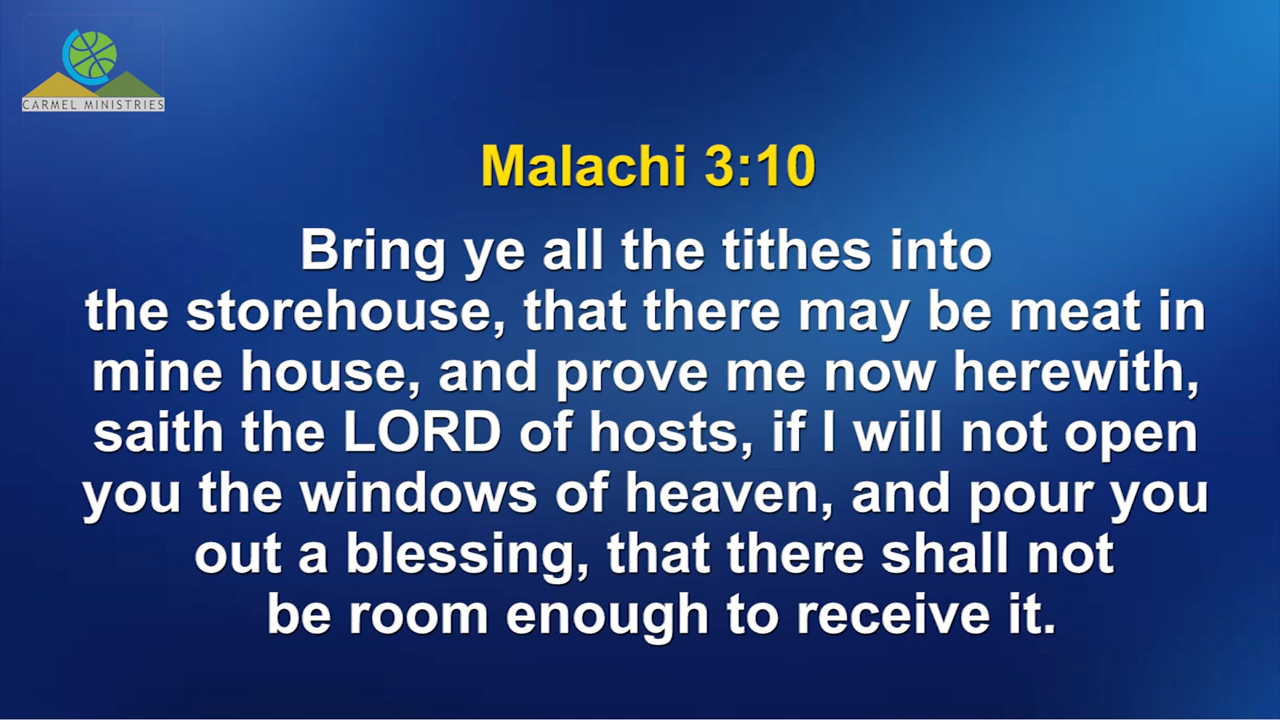 CARMEL MINISTRIES
Malachi 3:10
Bring ye all the tithes into
the storehouse, that there may be meat in
mine house, and prove me now herewith,
saith the LORD of hosts, if I will not open
you the windows of heaven, and pour you
out a blessing, that there shall not
be room enough to receive it.